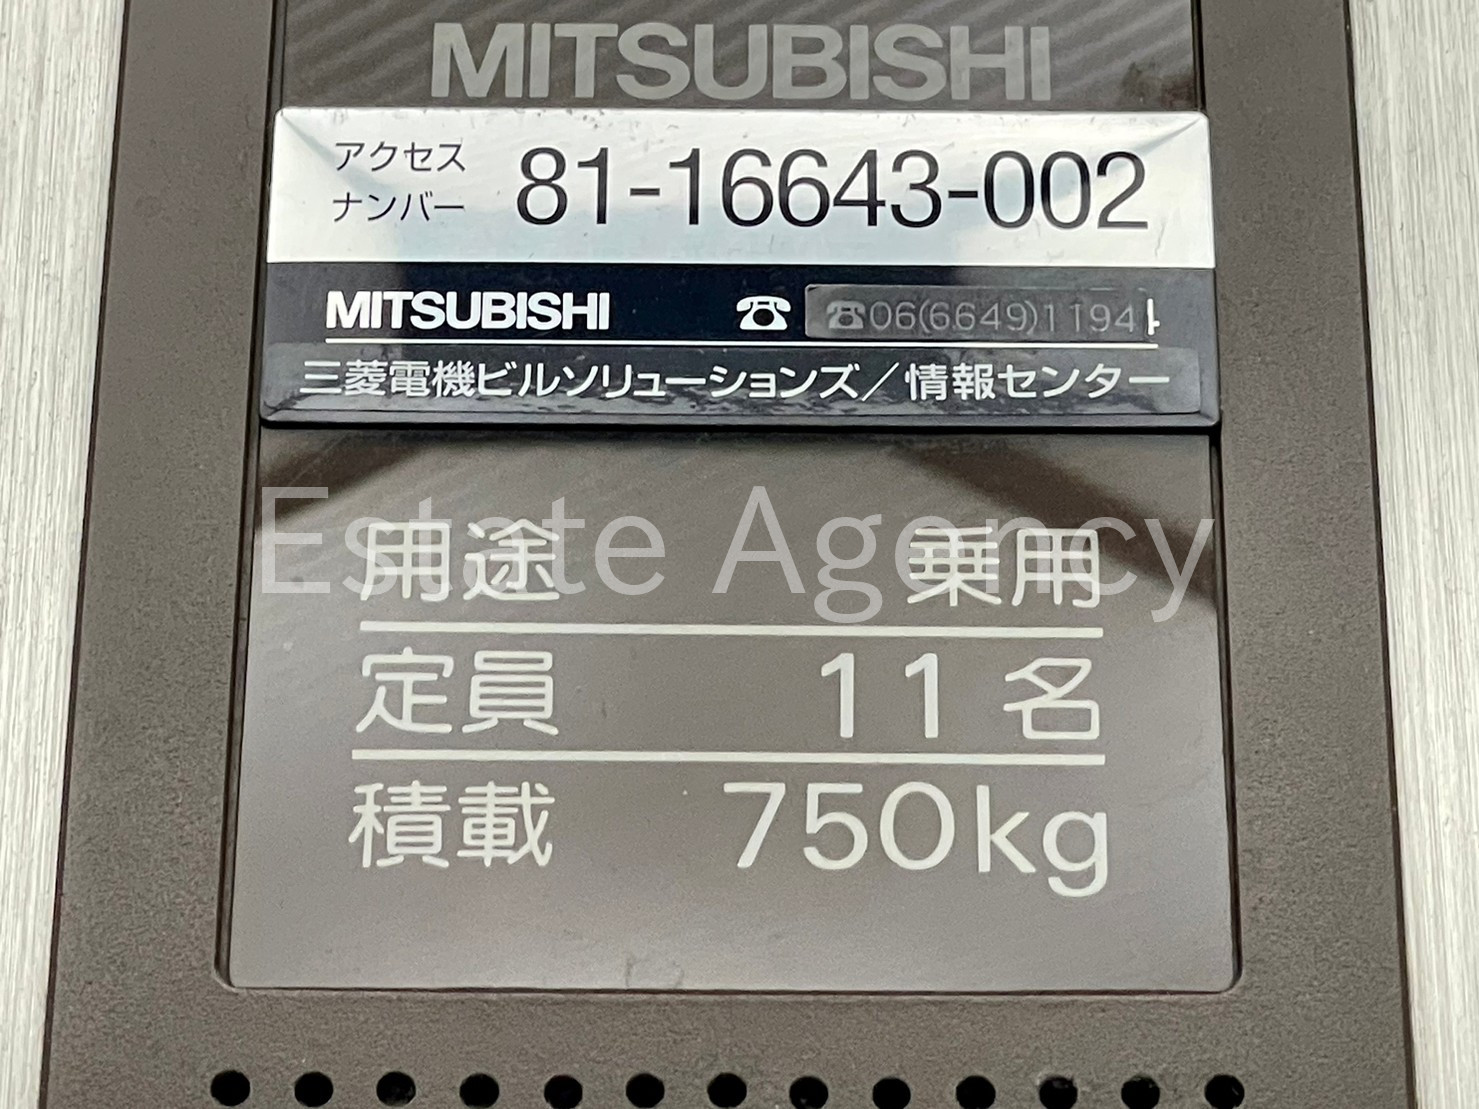 MITSUBISHI
アクセス
ナンバー
81-16643-002
MITSUBISHI ☎ ☎06(6649)1194
三菱電機ビルソリューションズ/情報センター
Estate Agency
用途 乗用
定員 11名
積載 750kg